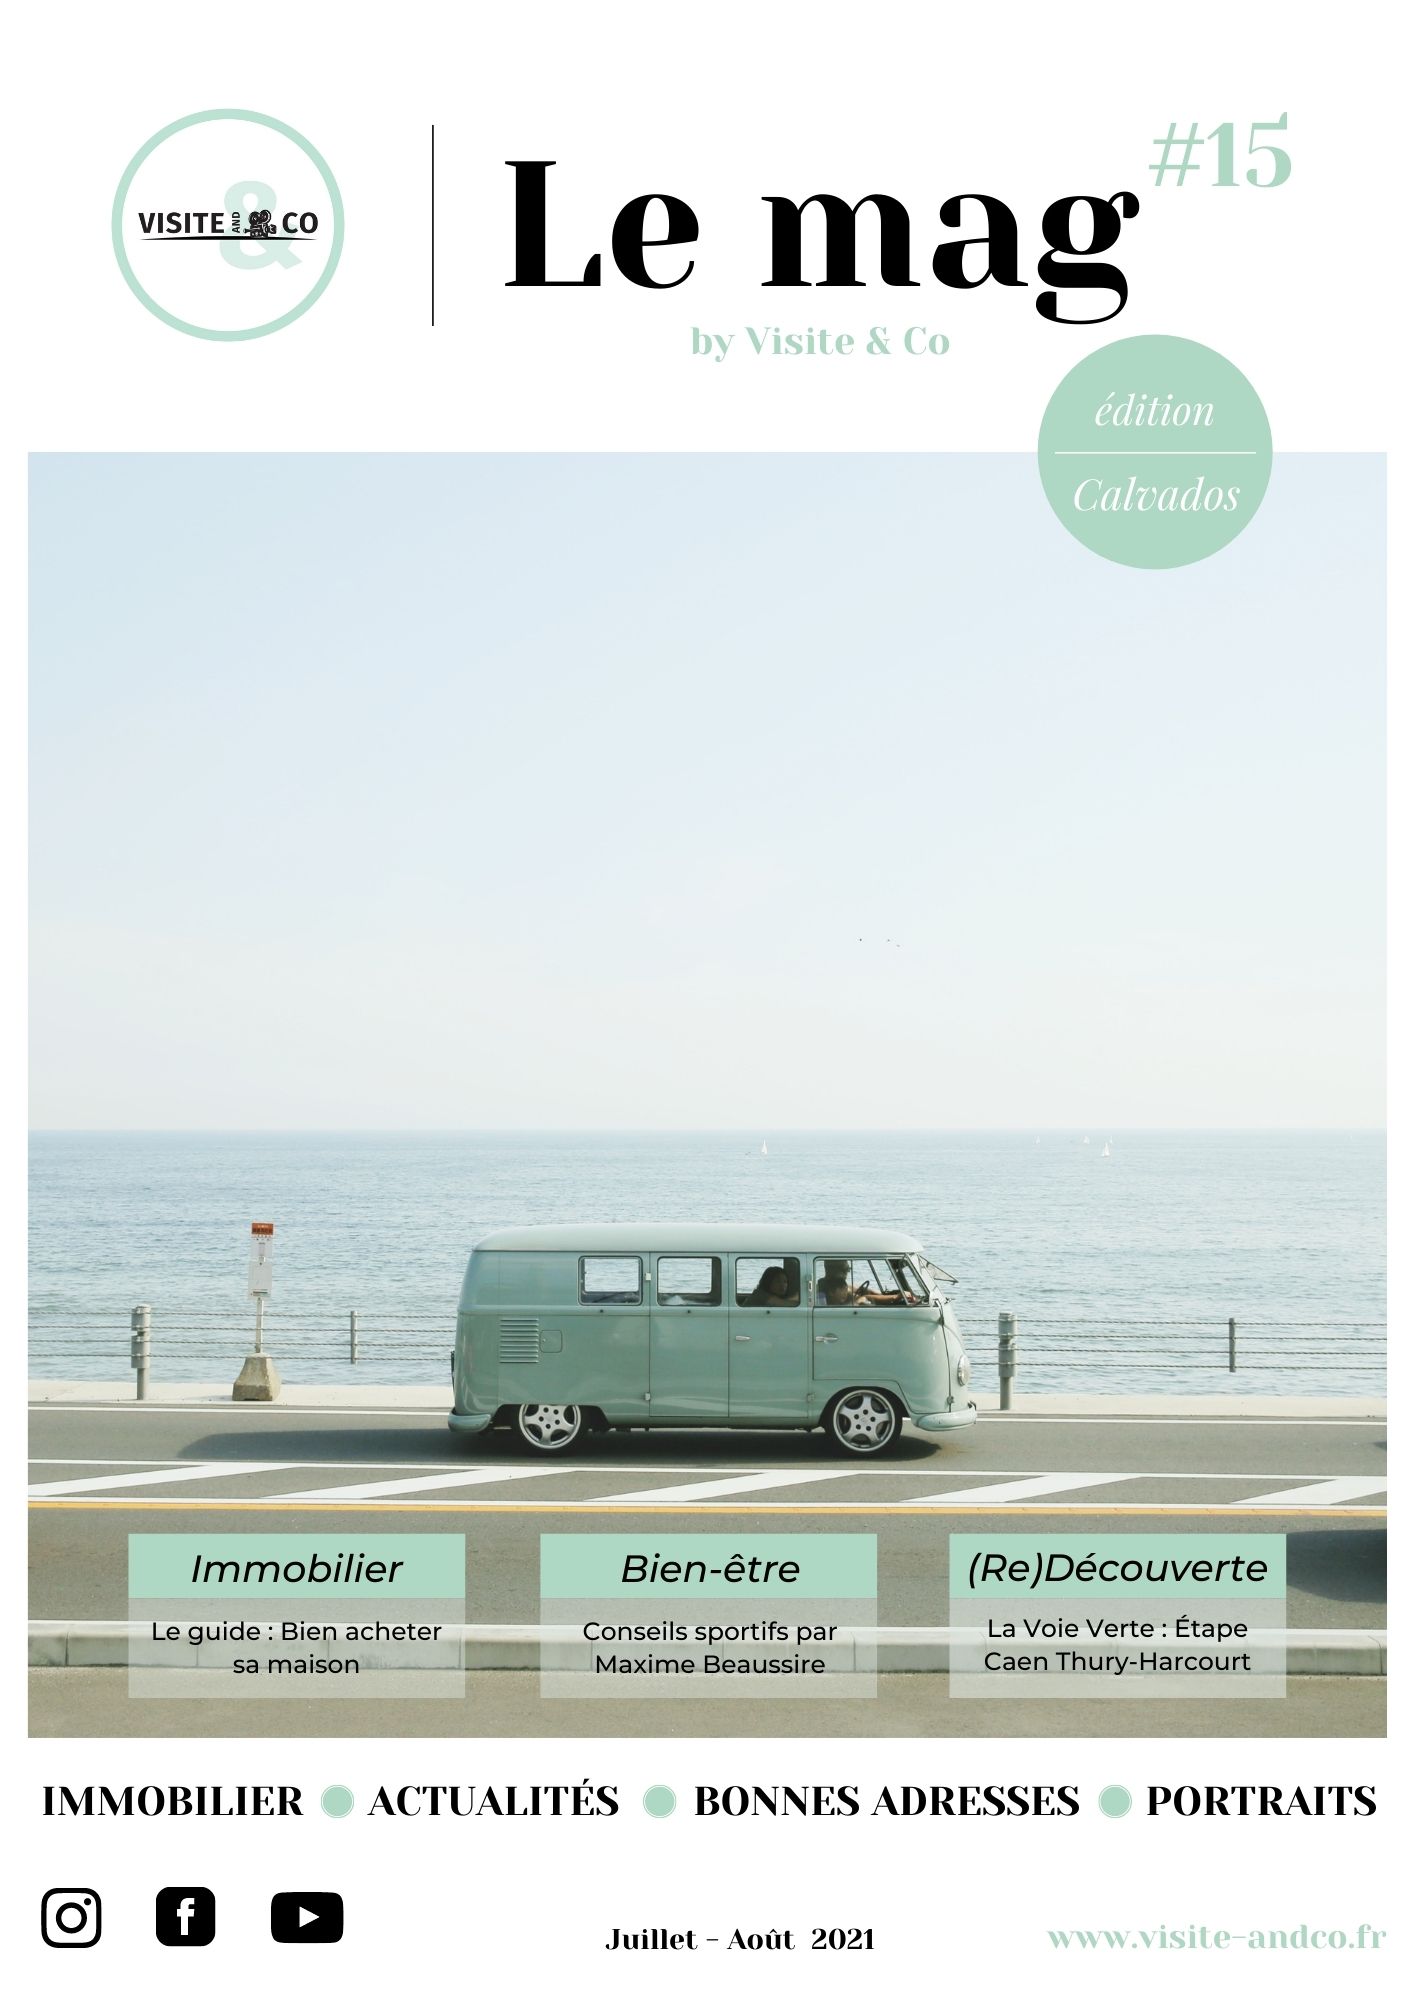 VISITE AND & CO
Le mag
#15
by Visite & Co
édition
Calvados
Immobilier
Le guide : Bien acheter
sa maison
Bien-être
Conseils sportifs par
Maxime Beaussire
(Re)Découverte
La Voie Verte : Étape
Caen Thury-Harcourt
IMMOBILIER ACTUALITÉS BONNES ADRESSES PORTRAITS
Juillet - Août 2021
www.visite-andco.fr